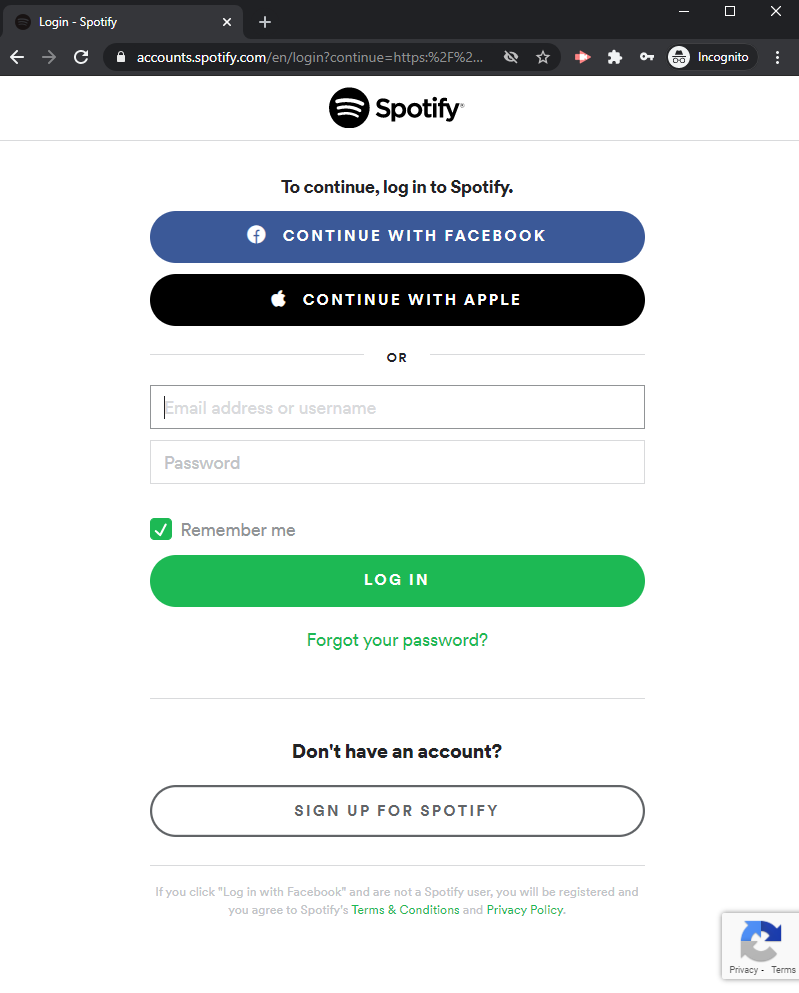 Login - Spotify
accounts.spotify.com/en/login?continue=https:%2F%2...
Incognito
Spotify®
To continue, log in to Spotify.
CONTINUE WITH FACEBOOK
CONTINUE WITH APPLE
OR
Email address or username
Password
Remember me
LOG IN
Forgot your password?
Don't have an account?
SIGN UP FOR SPOTIFY
If you click "Log in with Facebook" and are not a Spotify user, you will be registered and
you agree to Spotify's Terms & Conditions and Privacy Policy.
Privacy - Terms